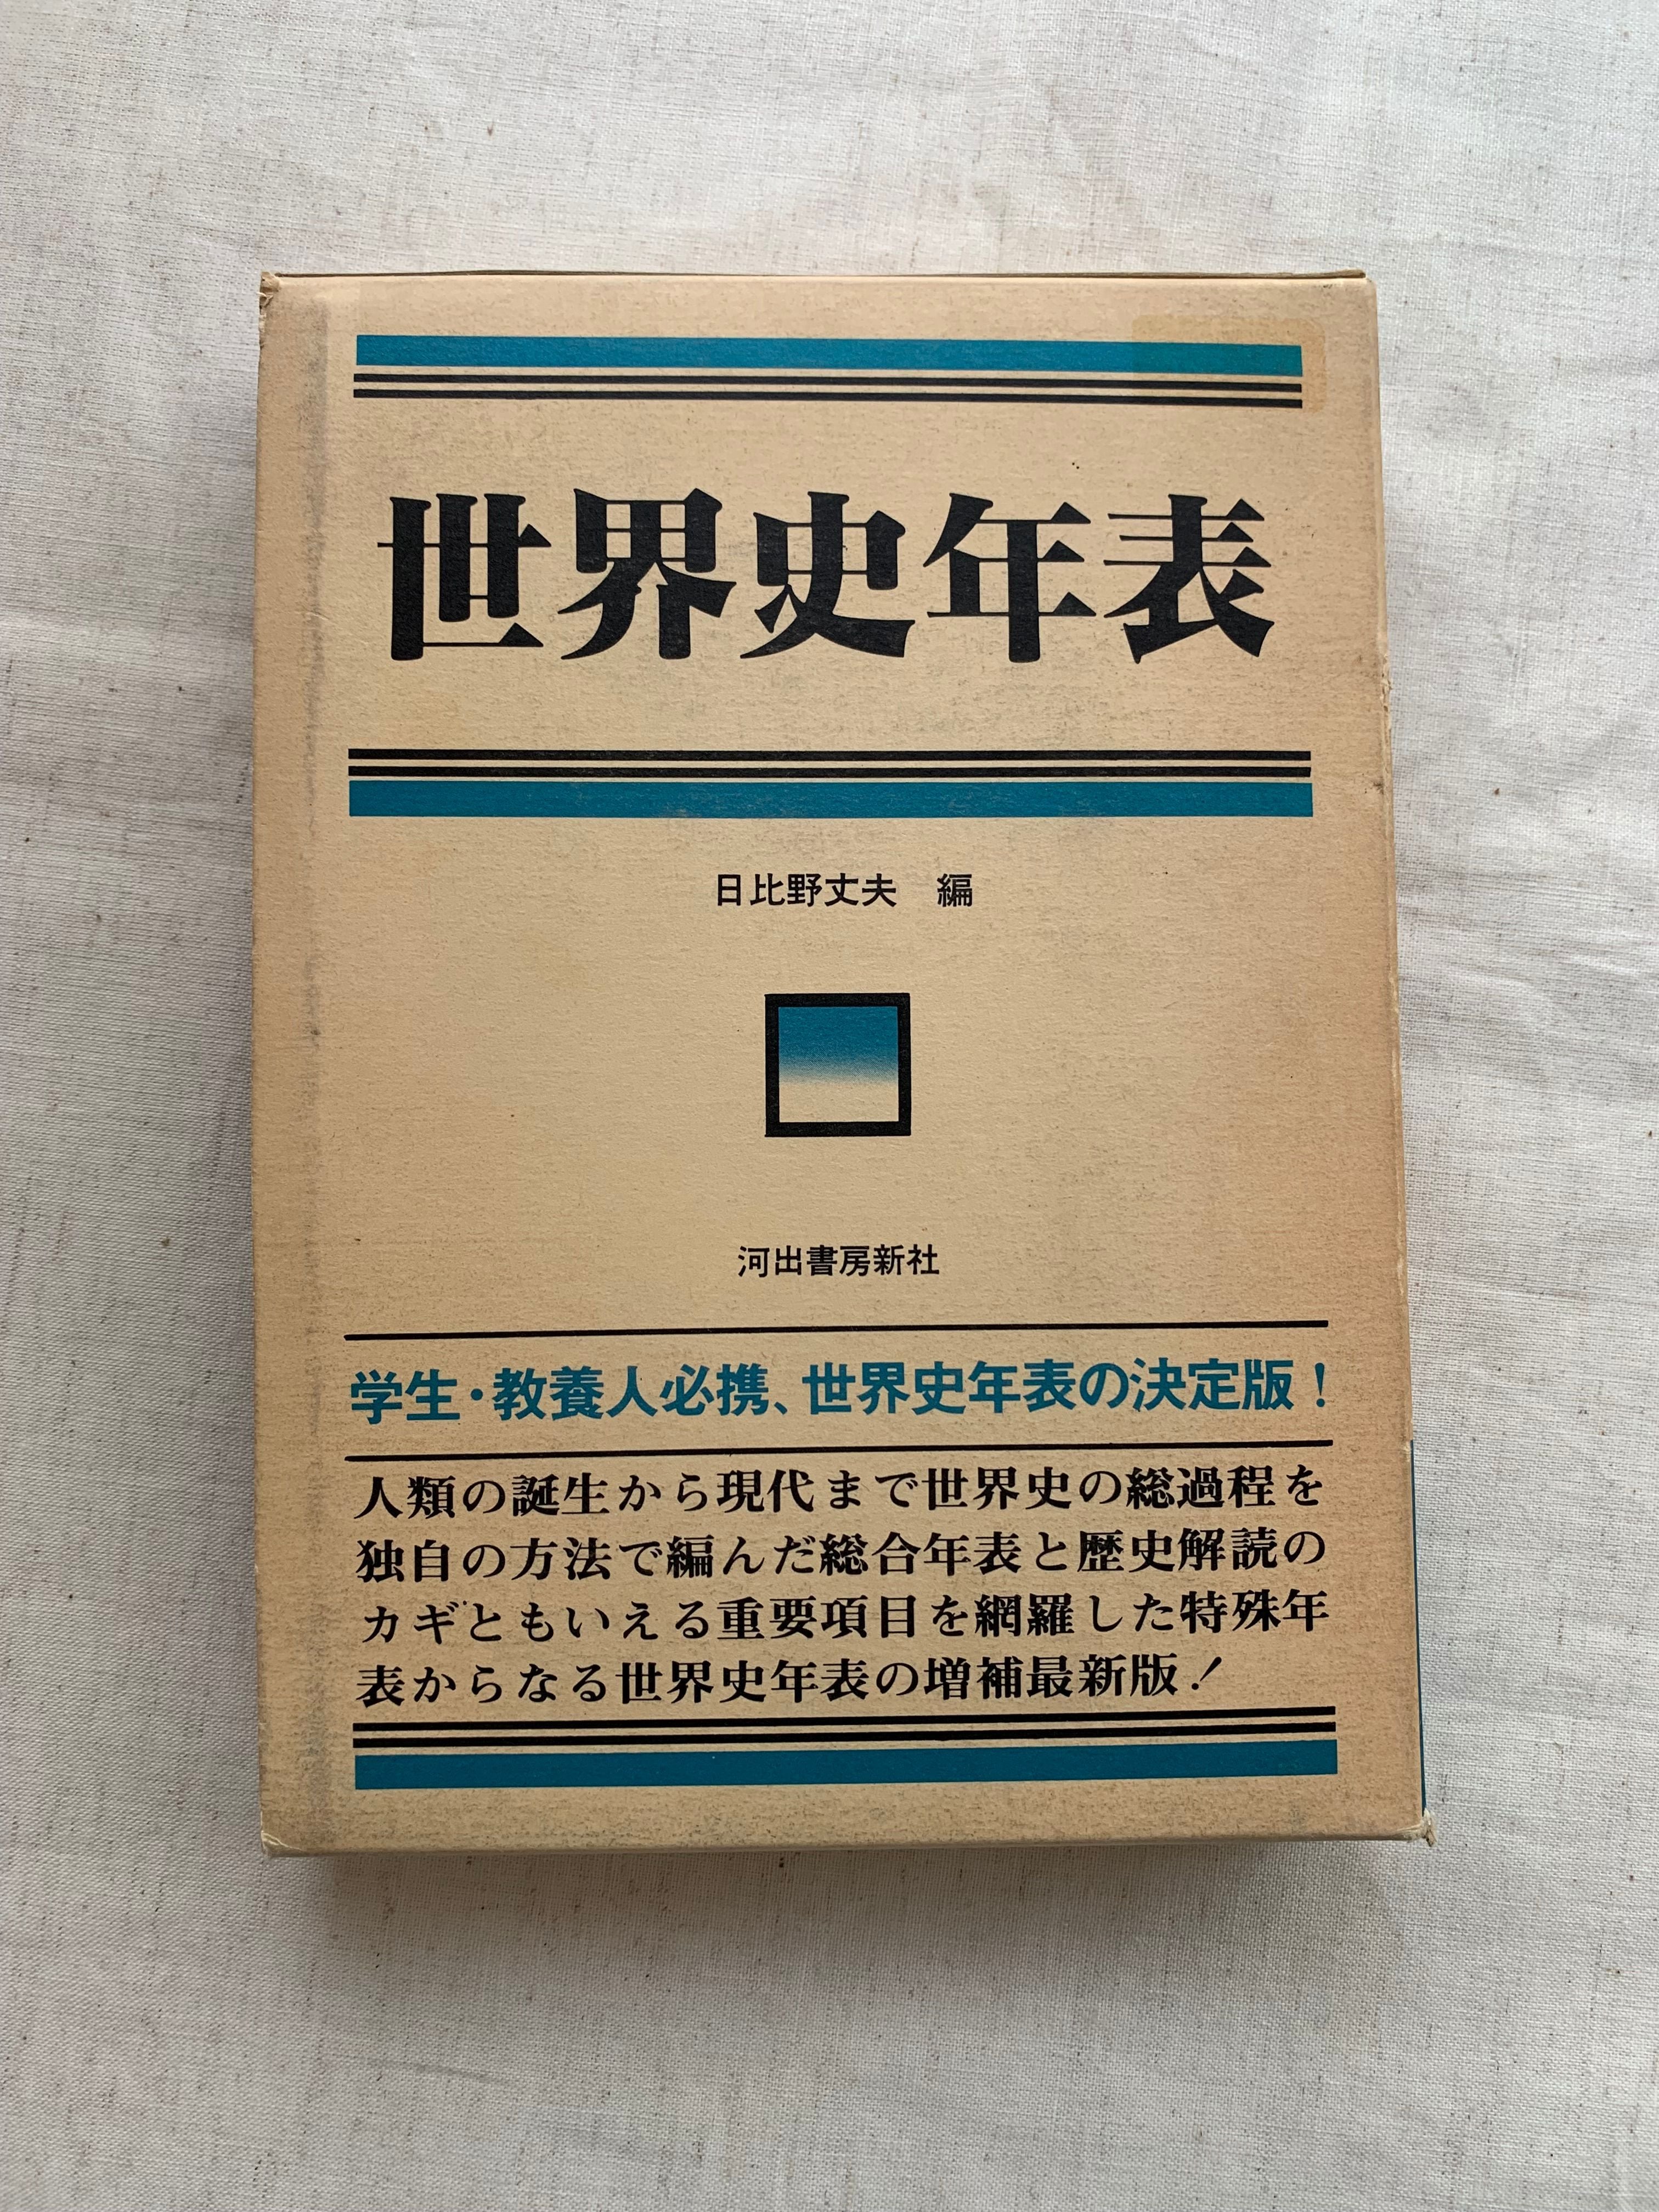 世界史年表
日比野丈夫 編
河出書房新社
学生・教養人必携、世界史年表の決定版！
人類の誕生から現代まで世界史の総過程を
独自の方法で編んだ総合年表と歴史解読の
カギともいえる重要項目を網羅した特殊年
表からなる世界史年表の増補最新版！